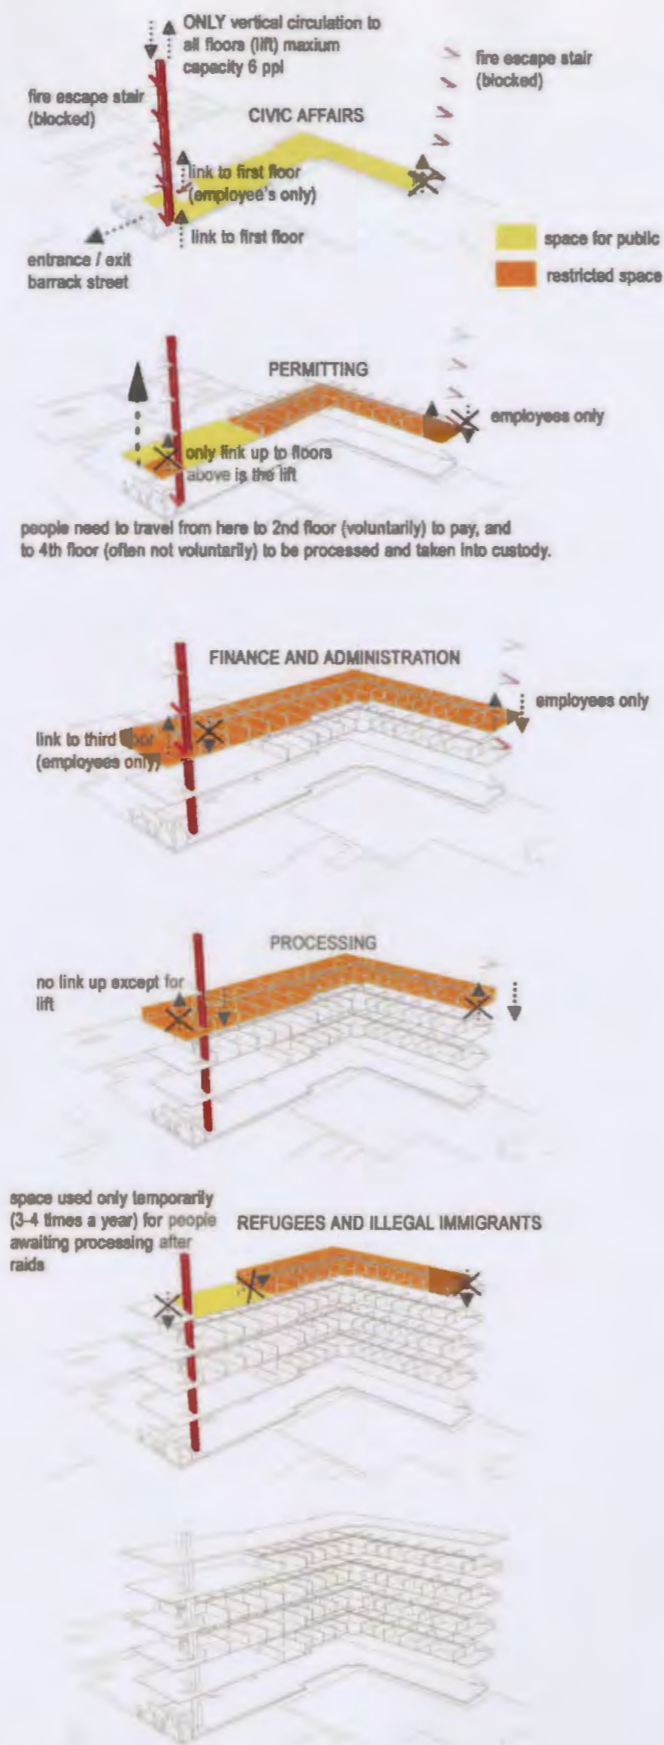 ONLY vertical circulation to
all floors (lift) maxium
capacity 6 ppl
fire escape stair
(blocked)
fire escape stair
(blocked)
CIVIC AFFAIRS
link to first floor
(employee's only)
link to first floor
entrance / exit
barrack street
space for public
restricted space
PERMITTING
employees only
only link up to floors
above is the lift
people need to travel from here to 2nd floor (voluntarily) to pay, and
to 4th floor (often not voluntarily) to be processed and taken into custody.
FINANCE AND ADMINISTRATION
employees only
link to third floor
(employees only)
PROCESSING
no link up except for
lift
space used only temporarily
(3-4 times a year) for people
awaiting processing after
raids
REFUGEES AND ILLEGAL IMMIGRANTS